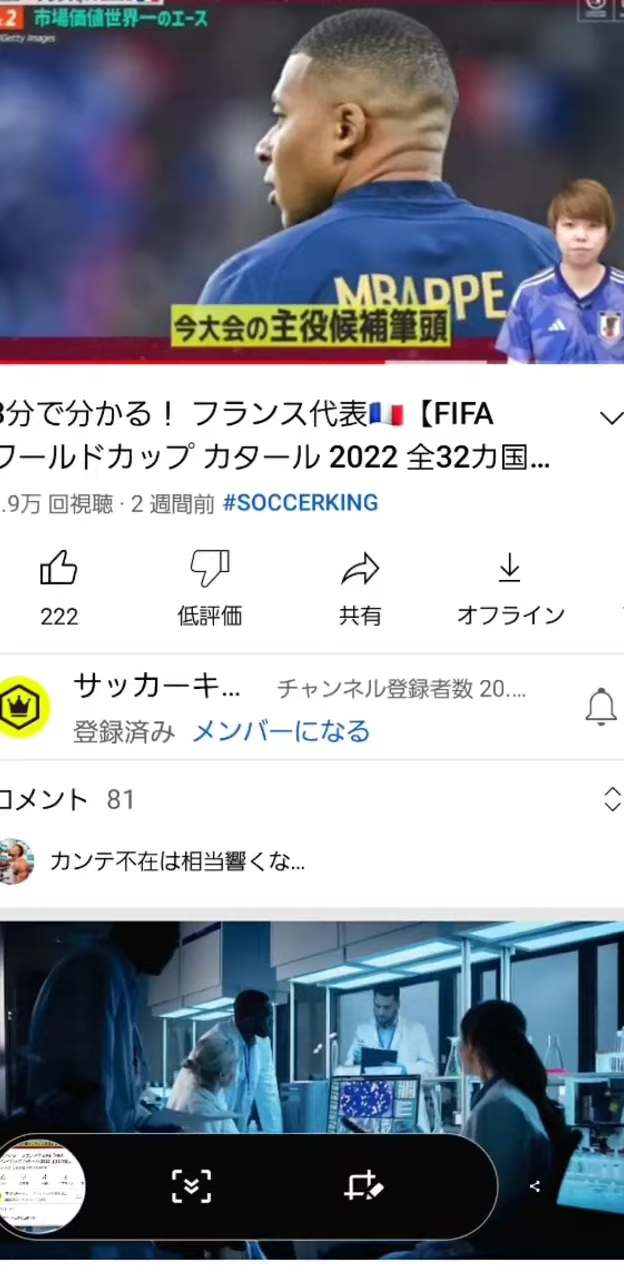 市場価値世界一のエース
Getty Images
MBAPPE
今大会の主役候補筆頭
3分で分かる！ フランス代表🇫🇷【FIFA
ワールドカップ カタール 2022 全32カ国...
.9万 回視聴 · 2 週間前 #SOCCERKING
222 低評価 共有 オフライン
サッカーキ... チャンネル登録者数 20....
登録済み メンバーになる
コメント 81
カンテ不在は相当響くな...